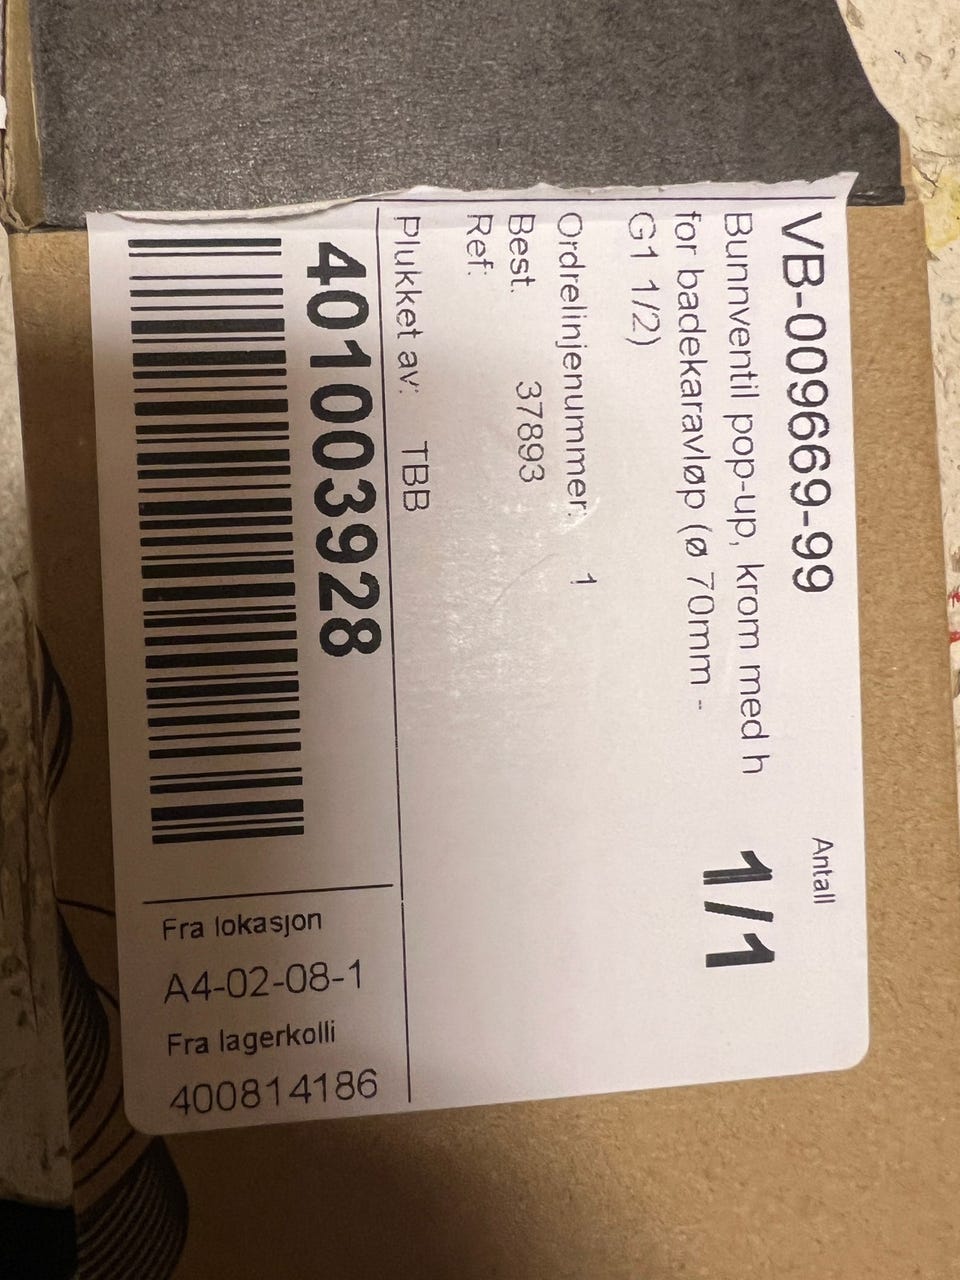 VB-009669-99
Antall
Bunnventil pop-up, krom med h
for badekaravløp (ø 70mm -
G1 1/2)
1/1
Ordrelinjenummer: 1
Best. 37893
Ref:
Plukket av: TBB
401003928
Fra lokasjon
A4-02-08-1
Fra lagerkolli
400814186